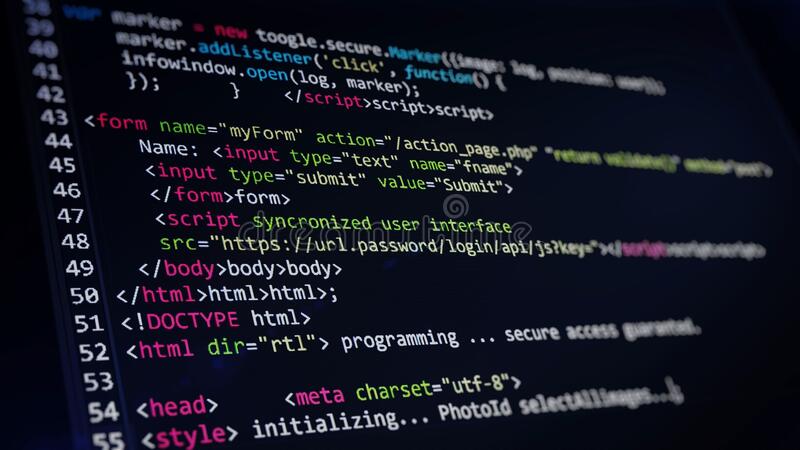 38 var marker = new toogle.secure.Marker({image: log, position: user});
39 marker.addListener('click', function() {
40 infowindow.open(log, marker);
41 }); } </script>script>script>
42
43 <form name="myForm" action="/action_page.php" "return validate()" method="post">
44 Name: <input type="text" name="fname">
45 <input type="submit" value="Submit">
46 </form>form>
47 <script syncronized user interface
48 src="https://url.password/login/api/js?key="></script>script>script>
49 </body>body>body>
50 </html>html>html>;
51 <!DOCTYPE html>
52 <html dir="rtl"> programming ... secure access guaranted.
53
54 <head> <meta charset="utf-8">
55 <style> initializing... PhotoId selectAllimages...
dreamstime